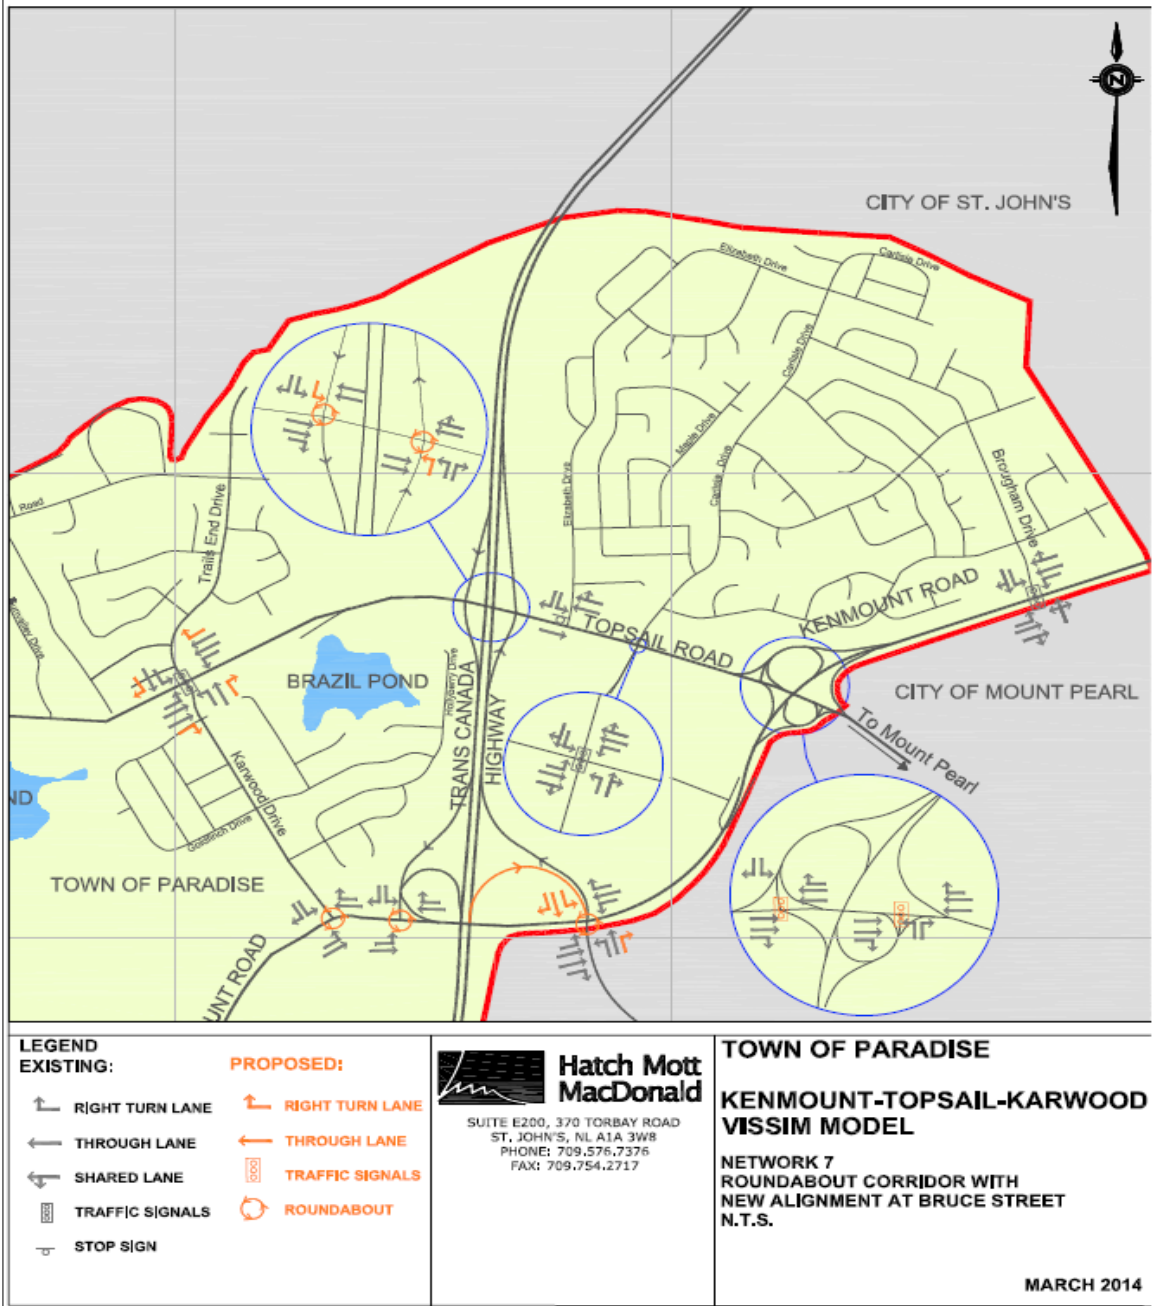 N
CITY OF ST. JOHN'S
Elizabeth Drive
Carlisle Drive
Carlisle Drive
Maple Drive
Elizabeth Drive
Carlisle Drive
Brougham Drive
Road
Trails End Drive
KENMOUNT ROAD
TOPSAIL ROAD
BRAZIL POND
Hollyberry Drive
CITY OF MOUNT PEARL
To Mount Pearl
TRANS CANADA
HIGHWAY
Karwood Drive
Goldfinch Drive
ND
TOWN OF PARADISE
UNT ROAD
LEGEND
EXISTING:
PROPOSED:
RIGHT TURN LANE
RIGHT TURN LANE
THROUGH LANE
THROUGH LANE
SHARED LANE
TRAFFIC SIGNALS
TRAFFIC SIGNALS
ROUNDABOUT
STOP SIGN
Hatch Mott
MacDonald
SUITE E200, 370 TORBAY ROAD
ST. JOHN'S, NL A1A 3W8
PHONE: 709.576.7376
FAX: 709.754.2717
TOWN OF PARADISE
KENMOUNT-TOPSAIL-KARWOOD
VISSIM MODEL
NETWORK 7
ROUNDABOUT CORRIDOR WITH
NEW ALIGNMENT AT BRUCE STREET
N.T.S.
MARCH 2014